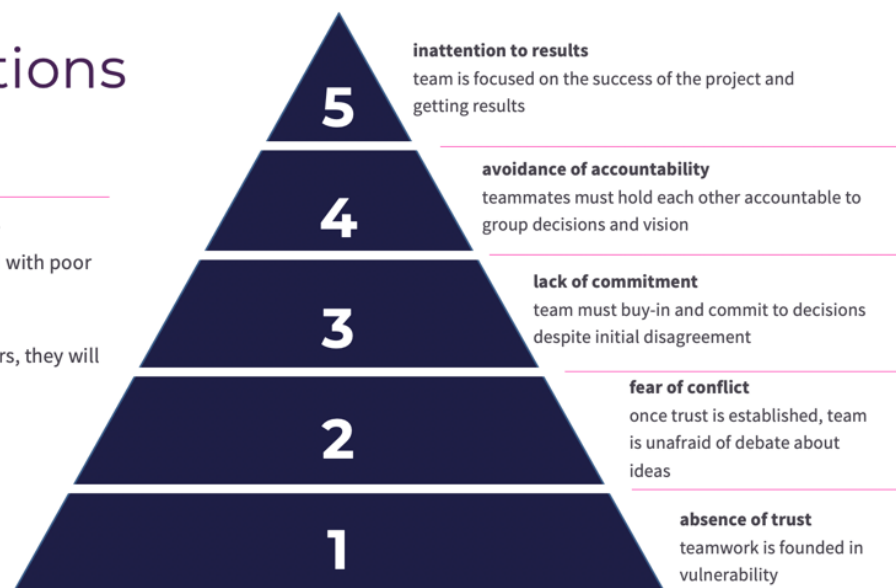 tions
with poor
rs, they will
5
inattention to results
team is focused on the success of the project and
getting results
4
avoidance of accountability
teammates must hold each other accountable to
group decisions and vision
3
lack of commitment
team must buy-in and commit to decisions
despite initial disagreement
2
fear of conflict
once trust is established, team
is unafraid of debate about
ideas
1
absence of trust
teamwork is founded in
vulnerability